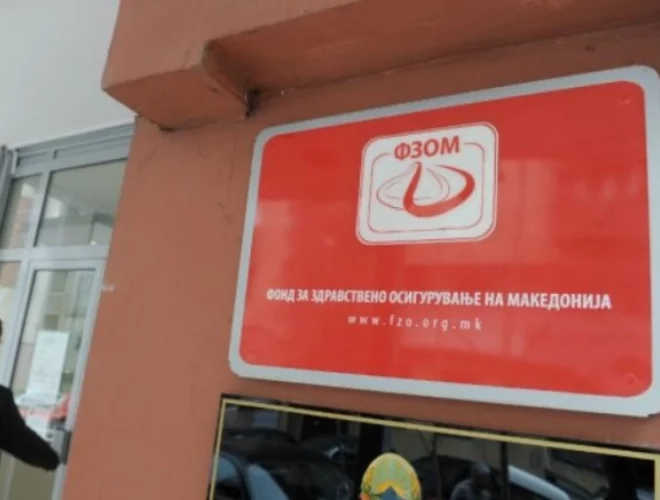 ФЗОМ
ФОНД ЗА ЗДРАВСТВЕНО ОСИГУРУВАЊЕ НА МАКЕДОНИЈА
www.fzo.org.mk